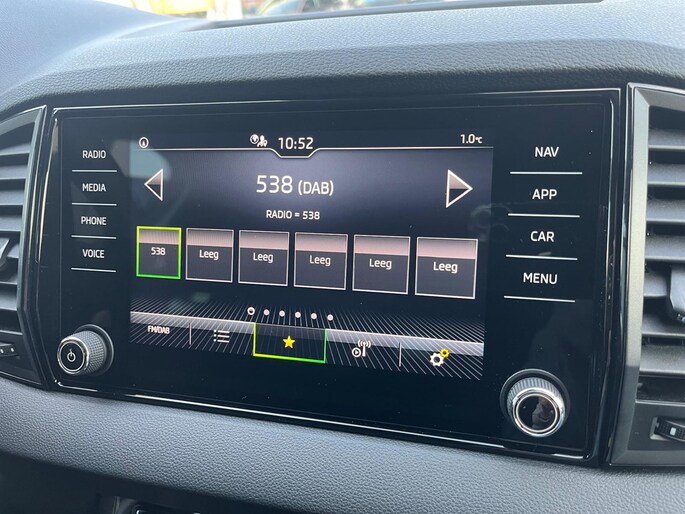 10:52
1.0°C
538 (DAB)
RADIO = 538
538 Leeg Leeg Leeg Leeg Leeg
FM/DAB
RADIO
MEDIA
PHONE
VOICE
NAV
APP
CAR
MENU